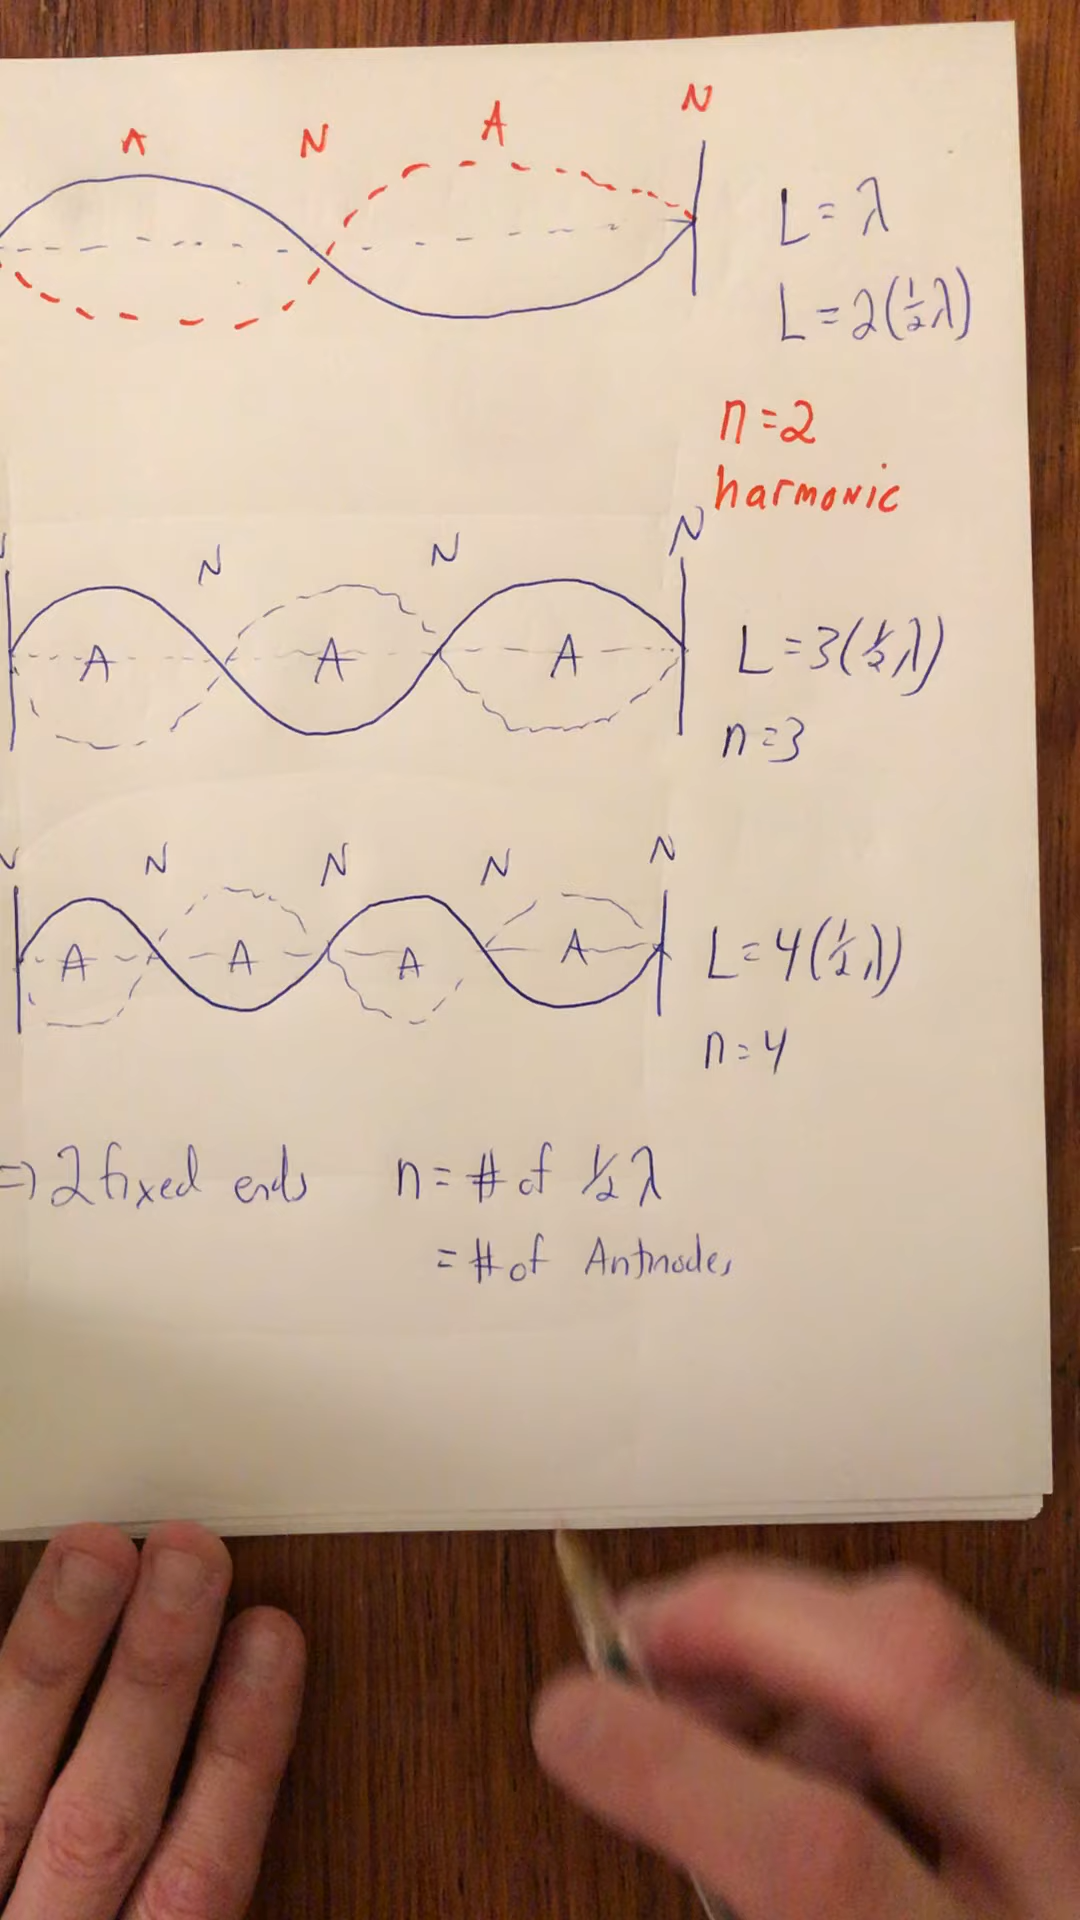 A N A N
L = λ
L = 2(½λ)
n = 2
harmonic
N N N
A A A
L = 3(½λ)
n = 3
N N N N
A A A A
L = 4(½λ)
n = 4
⇒ 2 fixed ends n = # of ½λ
= # of Antinodes